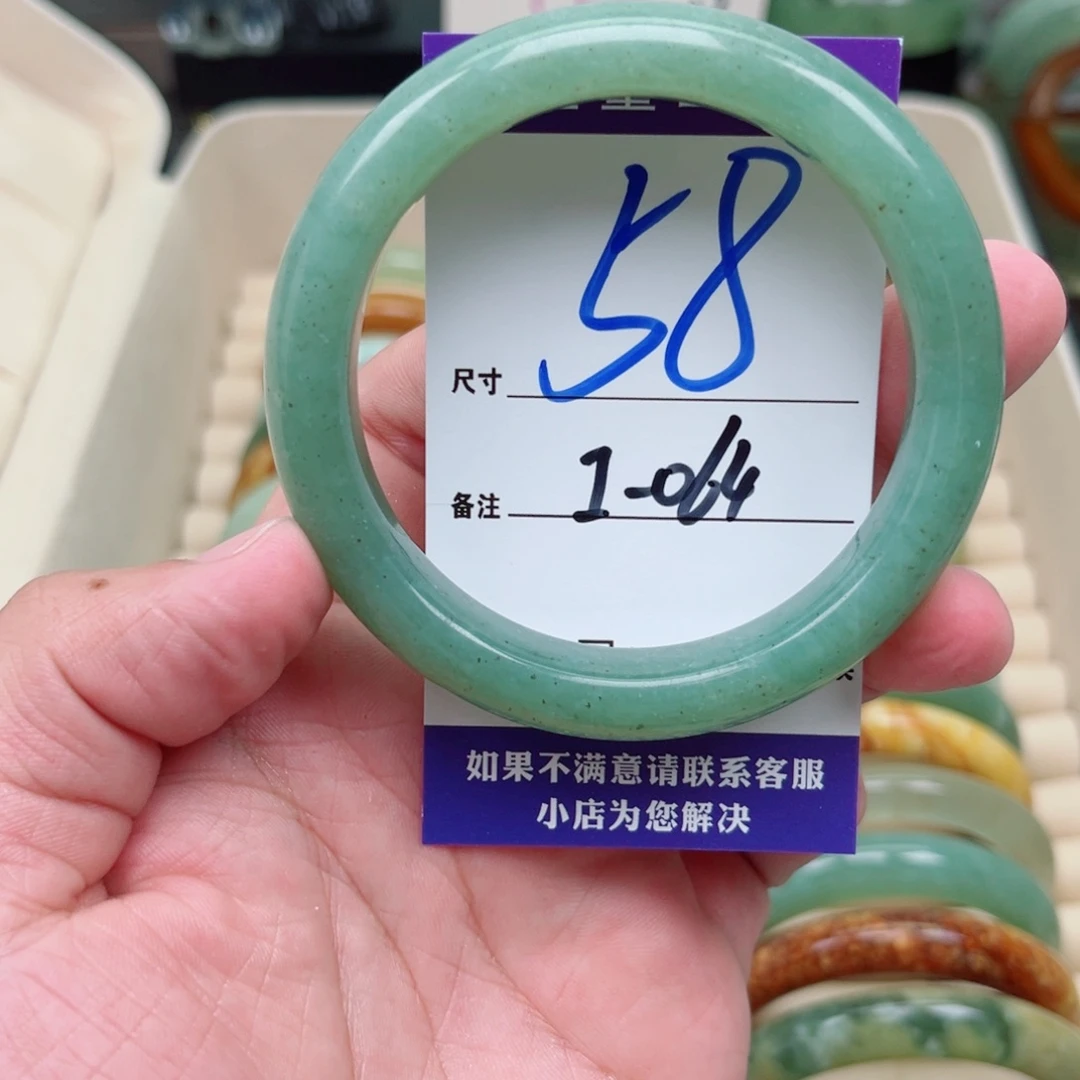 尺寸 58
备注 1-064
如果不满意请联系客服
小店为您解决